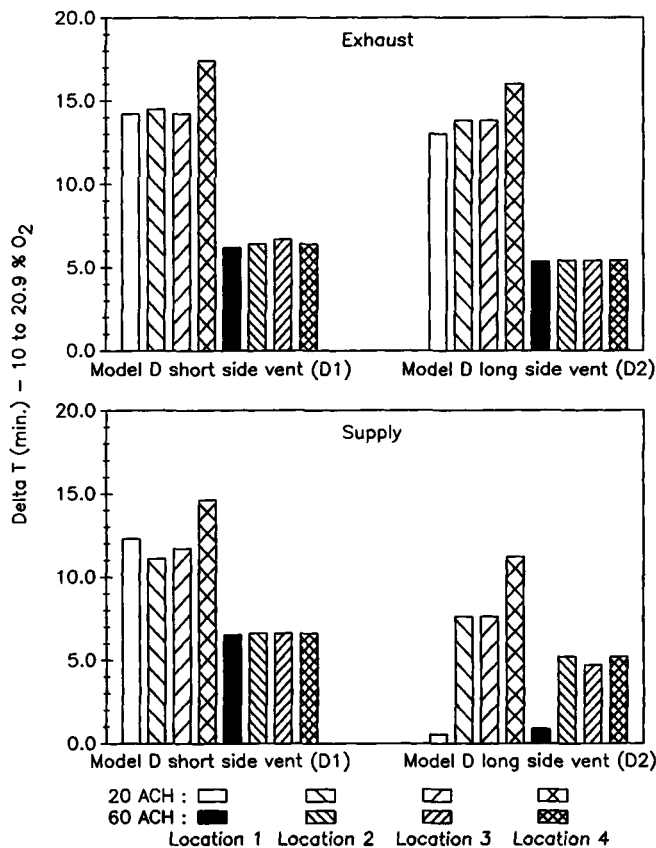 Delta T (min.) – 10 to 20.9 % O2
20.0
Exhaust
15.0
10.0
5.0
0.0
Model D short side vent (D1) Model D long side vent (D2)
20.0
Supply
15.0
10.0
5.0
0.0
Model D short side vent (D1) Model D long side vent (D2)
20 ACH :
60 ACH :
Location 1 Location 2 Location 3 Location 4